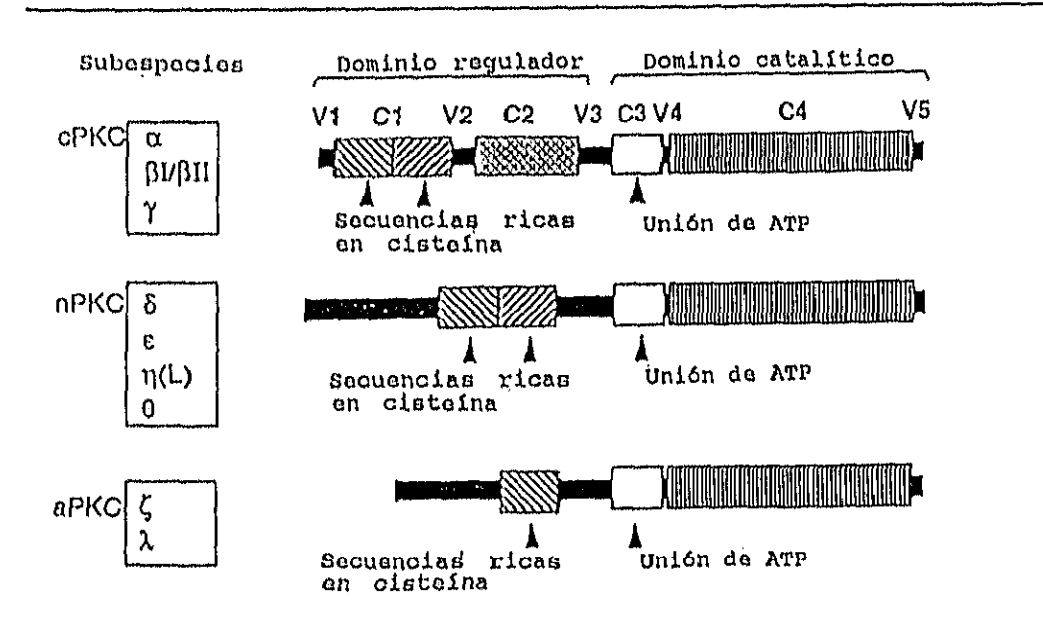 Subespecies Dominio regulador Dominio catalítico
V1 C1 V2 C2 V3 C3 V4 C4 V5
cPKC α
βI/βII
γ
Secuencias ricas
en cisteína
Unión de ATP
nPKC δ
ε
η(L)
θ
Secuencias ricas
en cisteína
Unión de ATP
aPKC ζ
λ
Secuencias ricas
en cisteína
Unión de ATP